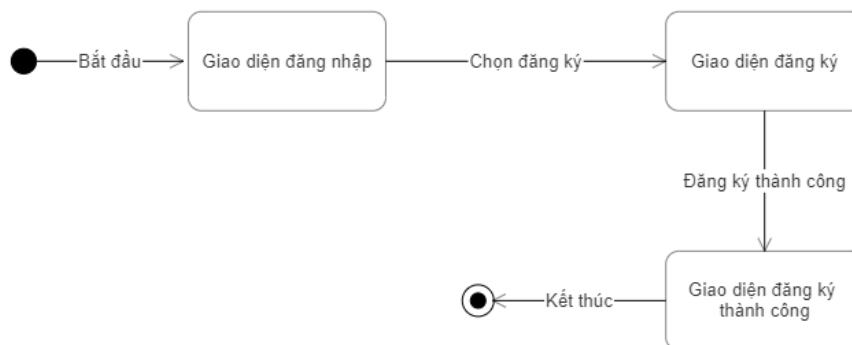 Bắt đầu
Giao diện đăng nhập
Chọn đăng ký
Giao diện đăng ký
Đăng ký thành công
Giao diện đăng ký
thành công
Kết thúc